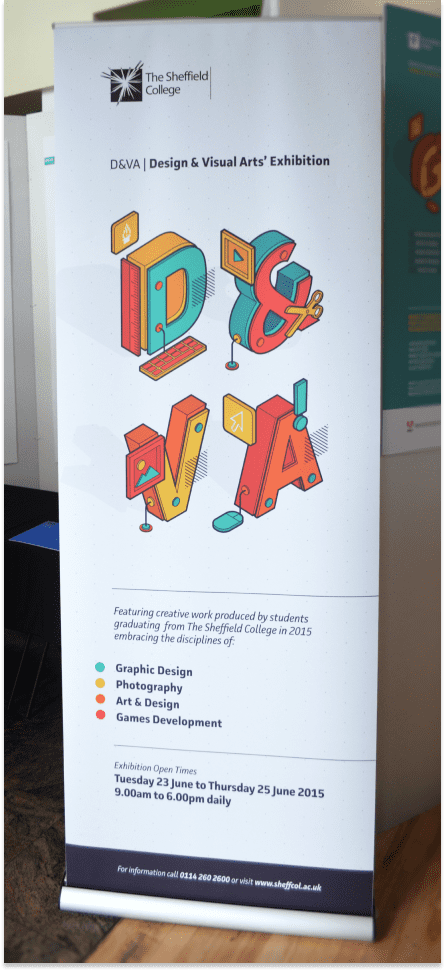 The Sheffield
College
D&VA | Design & Visual Arts' Exhibition
D&
VA
Featuring creative work produced by students
graduating from The Sheffield College in 2015
embracing the disciplines of:
Graphic Design
Photography
Art & Design
Games Development
Exhibition Open Times
Tuesday 23 June to Thursday 25 June 2015
9.00am to 6.00pm daily
For information call 0114 260 2600 or visit www.sheffcol.ac.uk